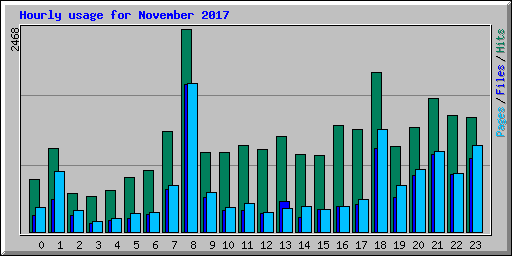 Hourly usage for November 2017
2468
Pages/Files/Hits
0 1 2 3 4 5 6 7 8 9 10 11 12 13 14 15 16 17 18 19 20 21 22 23